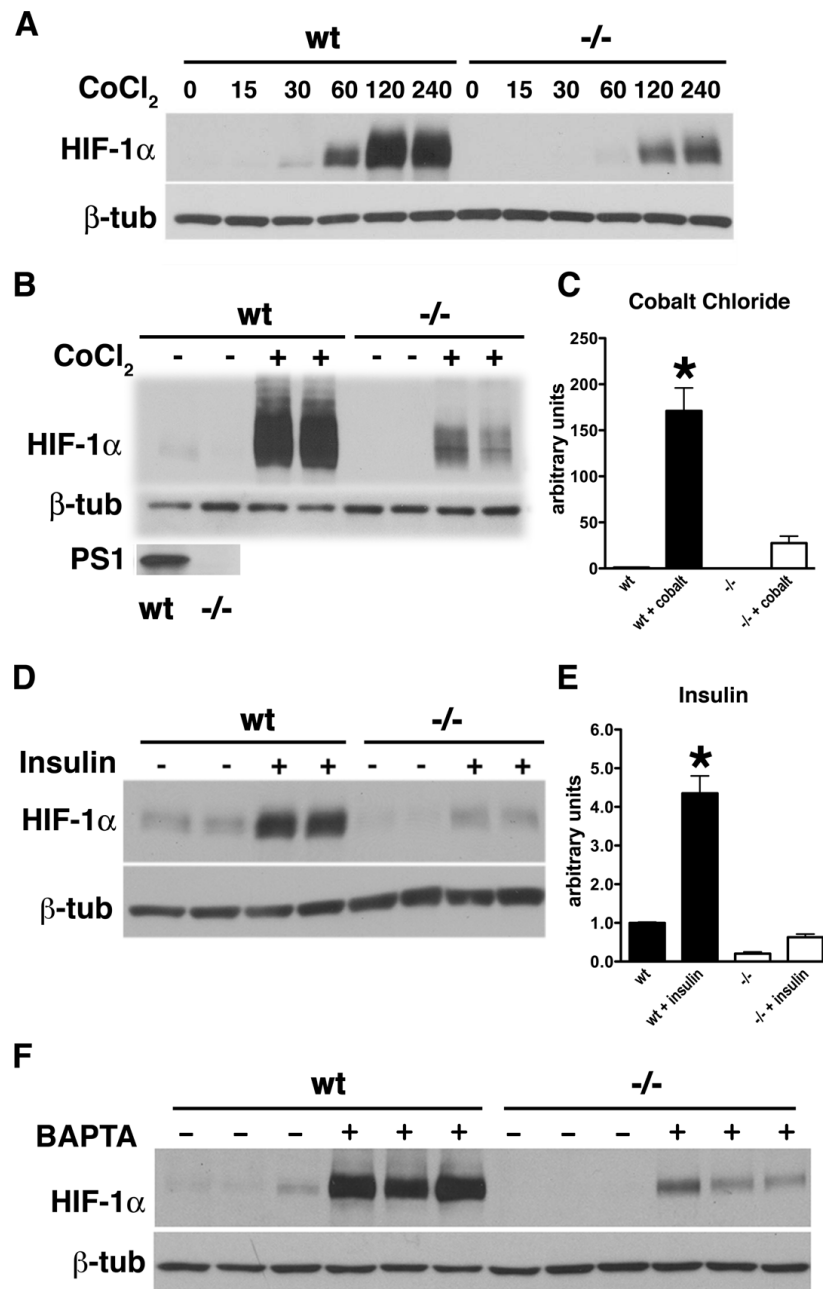 A
wt -/-
CoCl2 0 15 30 60 120 240 0 15 30 60 120 240
HIF-1α
β-tub
B
wt -/-
CoCl2 - - + + - - + +
HIF-1α
β-tub
PS1
wt -/-
C
Cobalt Chloride
arbitrary units
250
200
150
100
50
0
*
wt wt + cobalt -/- -/- + cobalt
D
wt -/-
Insulin - - + + - - + +
HIF-1α
β-tub
E
Insulin
arbitrary units
6.0
5.0
4.0
3.0
2.0
1.0
0.0
*
wt wt + insulin -/- -/- + insulin
F
wt -/-
BAPTA - - - + + + - - - + + +
HIF-1α
β-tub